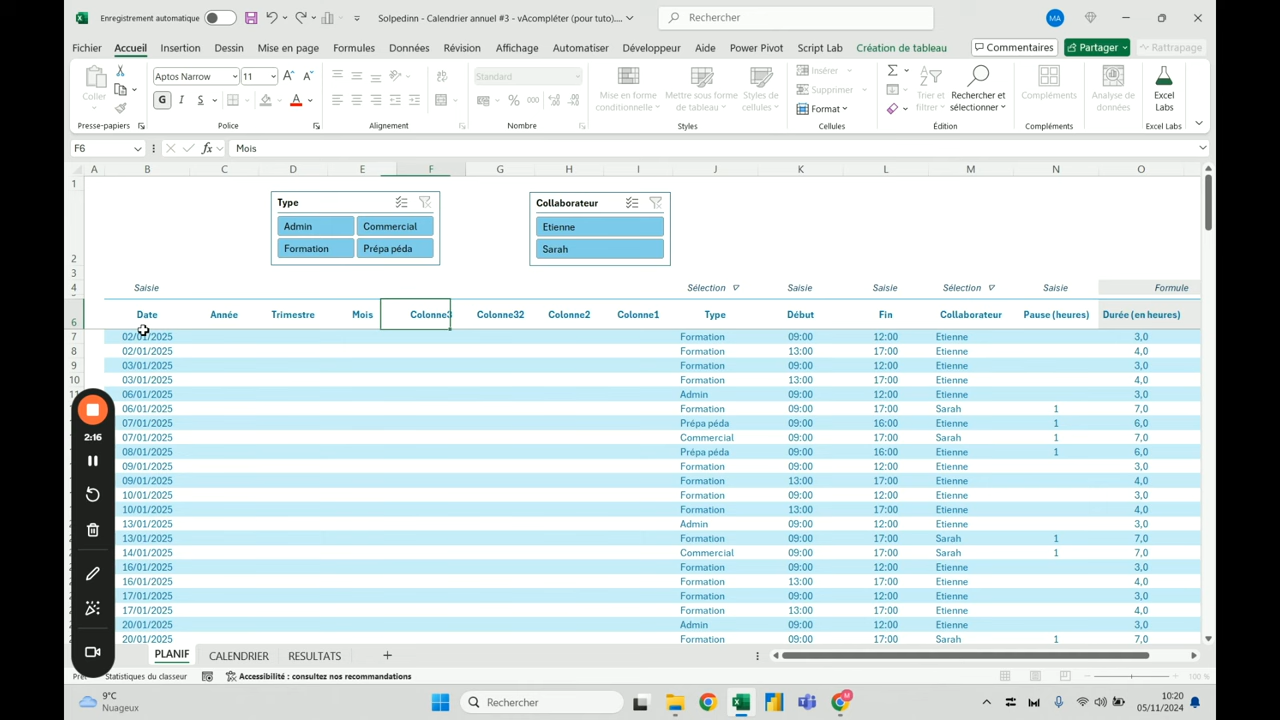 Enregistrement automatique
Solpedinn - Calendrier annuel #3 - vAcompléter (pour tuto)....
Rechercher
MA
Fichier Accueil Insertion Dessin Mise en page Formules Données Révision Affichage Automatiser Développeur Aide Power Pivot Script Lab Création de tableau Commentaires Partager Rattrapage
Coller
Presse-papiers
Aptos Narrow 11
G I S
Police
Alignement
Standard
Nombre
Mise en forme conditionnelle
Mettre sous forme de tableau
Styles de cellules
Styles
Insérer
Supprimer
Format
Cellules
Trier et filtrer
Rechercher et sélectionner
Édition
Compléments
Compléments
Analyse de données
Excel Labs
Excel Labs
F6 fx Mois
A B C D E F G H I J K L M N O
1
Type
Admin Commercial
Formation Prépa péda
Collaborateur
Etienne
Sarah
2
3
4 Saisie Sélection Saisie Saisie Sélection Saisie Formule
6 Date Année Trimestre Mois Colonne3 Colonne32 Colonne2 Colonne1 Type Début Fin Collaborateur Pause (heures) Durée (en heures)
7 02/01/2025 Formation 09:00 12:00 Etienne 3,0
8 02/01/2025 Formation 13:00 17:00 Etienne 4,0
9 03/01/2025 Formation 09:00 12:00 Etienne 3,0
10 03/01/2025 Formation 13:00 17:00 Etienne 4,0
11 06/01/2025 Admin 09:00 12:00 Etienne 3,0
06/01/2025 Formation 09:00 17:00 Sarah 1 7,0
07/01/2025 Prépa péda 09:00 16:00 Etienne 1 6,0
07/01/2025 Commercial 09:00 17:00 Sarah 1 7,0
08/01/2025 Prépa péda 09:00 16:00 Etienne 1 6,0
09/01/2025 Formation 09:00 12:00 Etienne 3,0
09/01/2025 Formation 13:00 17:00 Etienne 4,0
10/01/2025 Formation 09:00 12:00 Etienne 3,0
10/01/2025 Formation 13:00 17:00 Etienne 4,0
13/01/2025 Admin 09:00 12:00 Etienne 3,0
13/01/2025 Formation 09:00 17:00 Sarah 1 7,0
14/01/2025 Commercial 09:00 17:00 Sarah 1 7,0
16/01/2025 Formation 09:00 12:00 Etienne 3,0
16/01/2025 Formation 13:00 17:00 Etienne 4,0
17/01/2025 Formation 09:00 12:00 Etienne 3,0
17/01/2025 Formation 13:00 17:00 Etienne 4,0
20/01/2025 Admin 09:00 12:00 Etienne 3,0
20/01/2025 Formation 09:00 17:00 Sarah 1 7,0
2:16
PLANIF CALENDRIER RESULTATS
Statistiques du classeur Accessibilité : consultez nos recommandations 100 %
9°C
Nuageux
Rechercher
10:20
05/11/2024